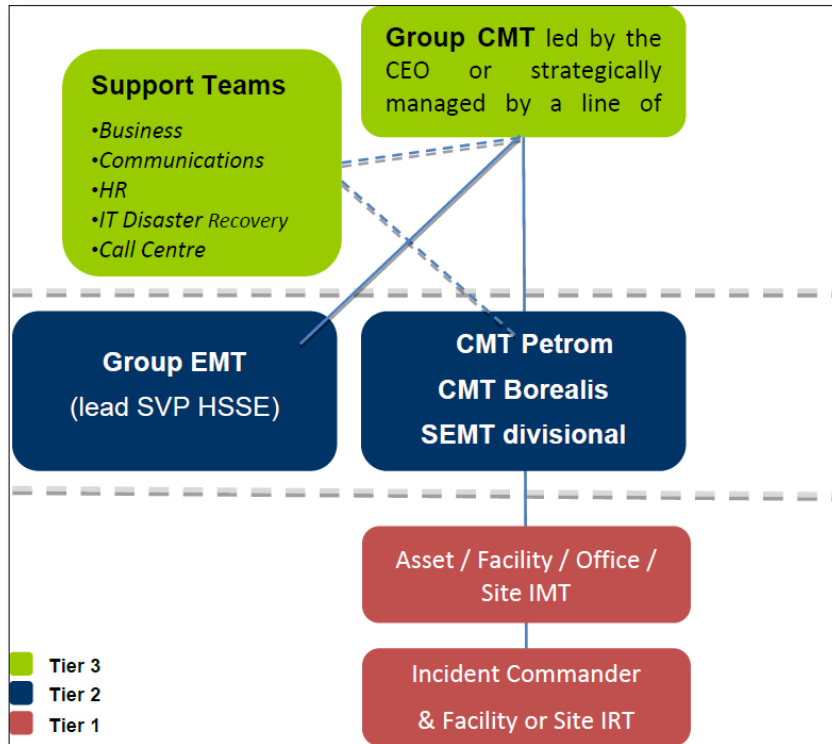 Group CMT led by the
CEO or strategically
managed by a line of
Support Teams
•Business
•Communications
•HR
•IT Disaster Recovery
•Call Centre
Group EMT
(lead SVP HSSE)
CMT Petrom
CMT Borealis
SEMT divisional
Asset / Facility / Office /
Site IMT
Incident Commander
& Facility or Site IRT
Tier 3
Tier 2
Tier 1